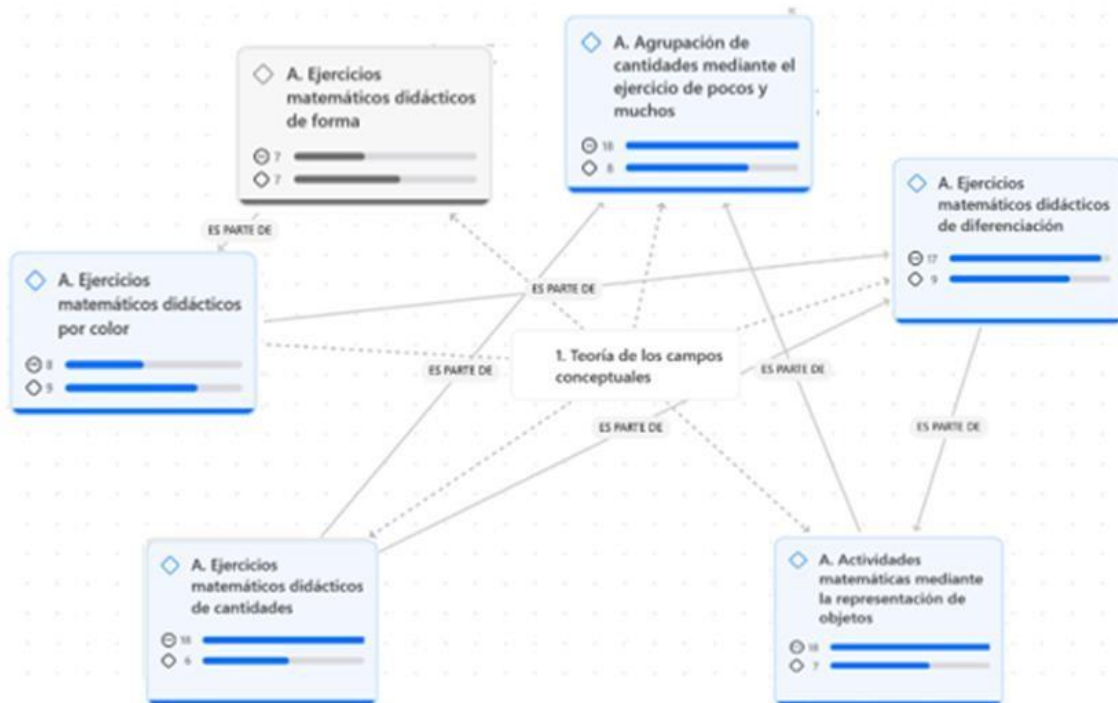 A. Ejercicios
matemáticos didácticos
de forma
7
7
A. Agrupación de
cantidades mediante el
ejercicio de pocos y
muchos
18
8
A. Ejercicios
matemáticos didácticos
de diferenciación
17
9
ES PARTE DE
A. Ejercicios
matemáticos didácticos
por color
8
9
ES PARTE DE
1. Teoría de los campos
conceptuales
ES PARTE DE
ES PARTE DE
ES PARTE DE
ES PARTE DE
A. Ejercicios
matemáticos didácticos
de cantidades
18
6
A. Actividades
matemáticas mediante
la representación de
objetos
18
7